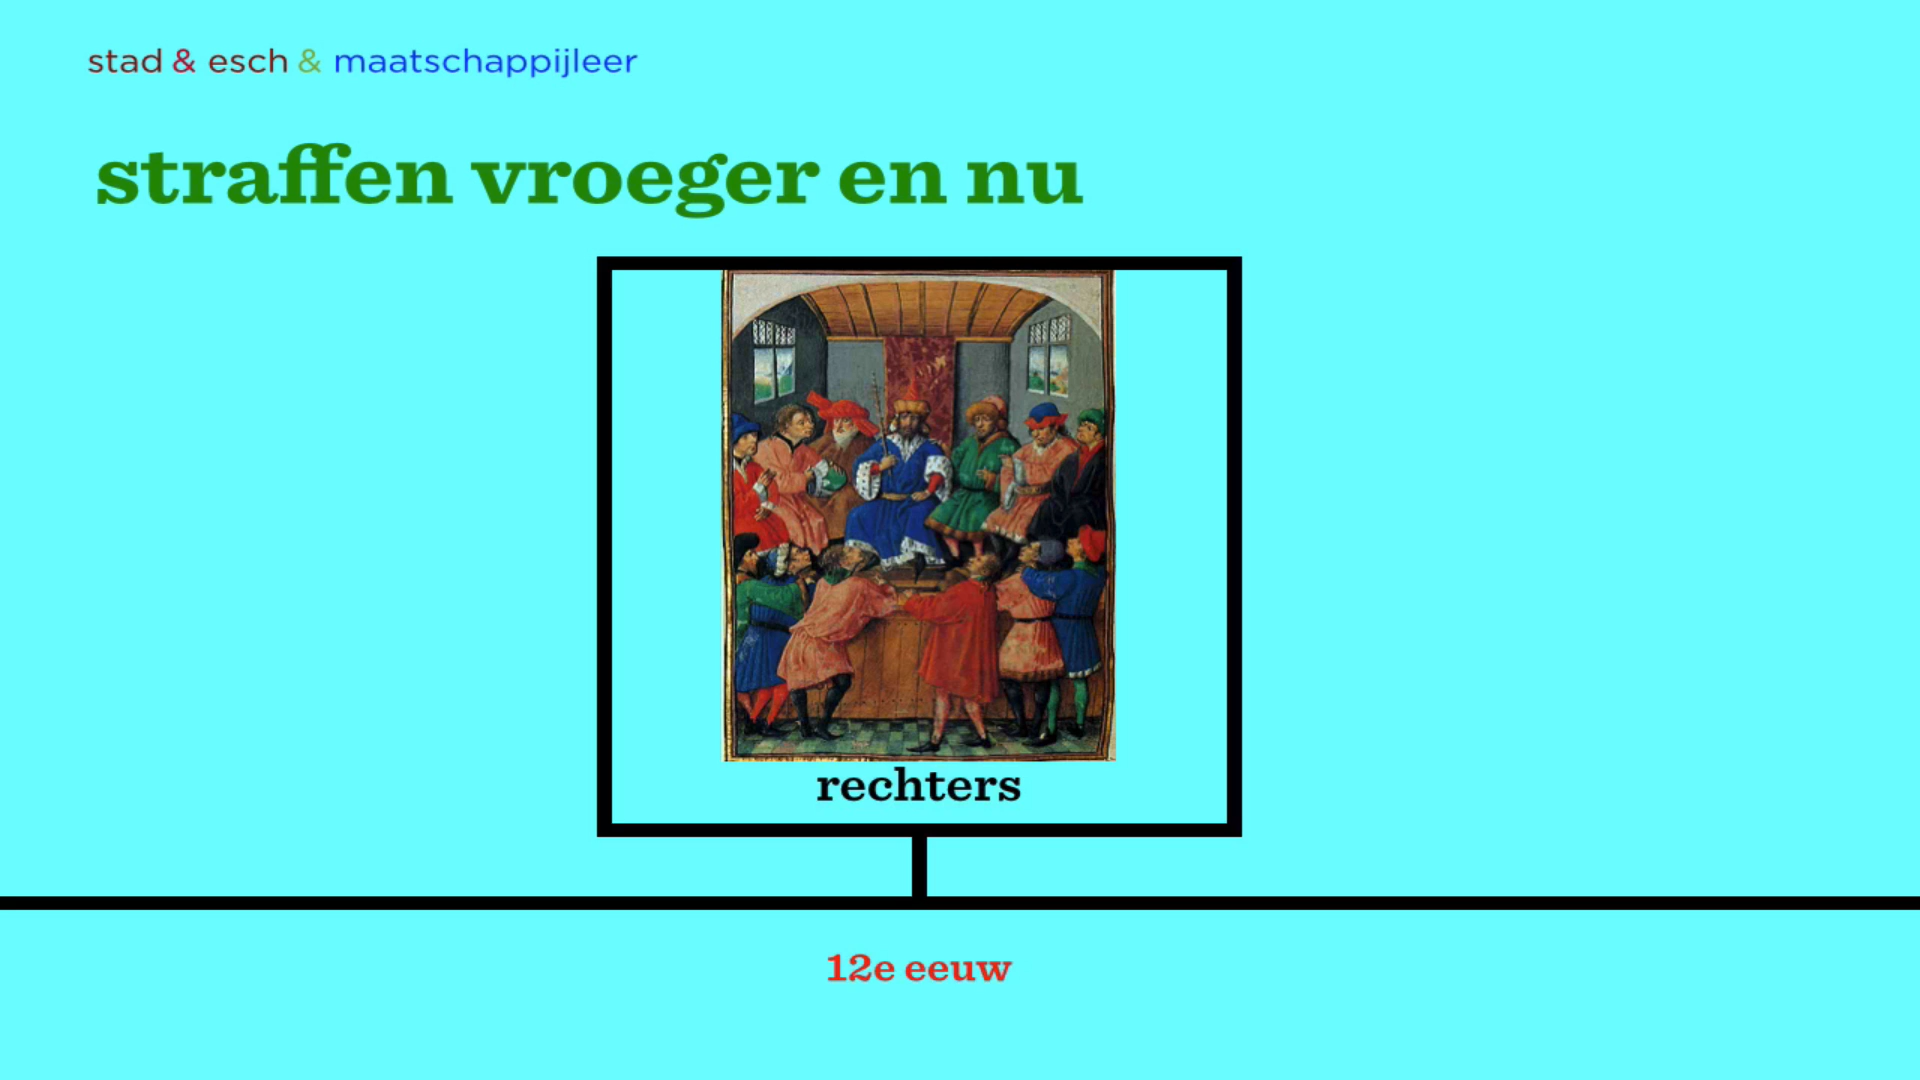 stad & esch & maatschappijleer
straffen vroeger en nu
rechters
12e eeuw